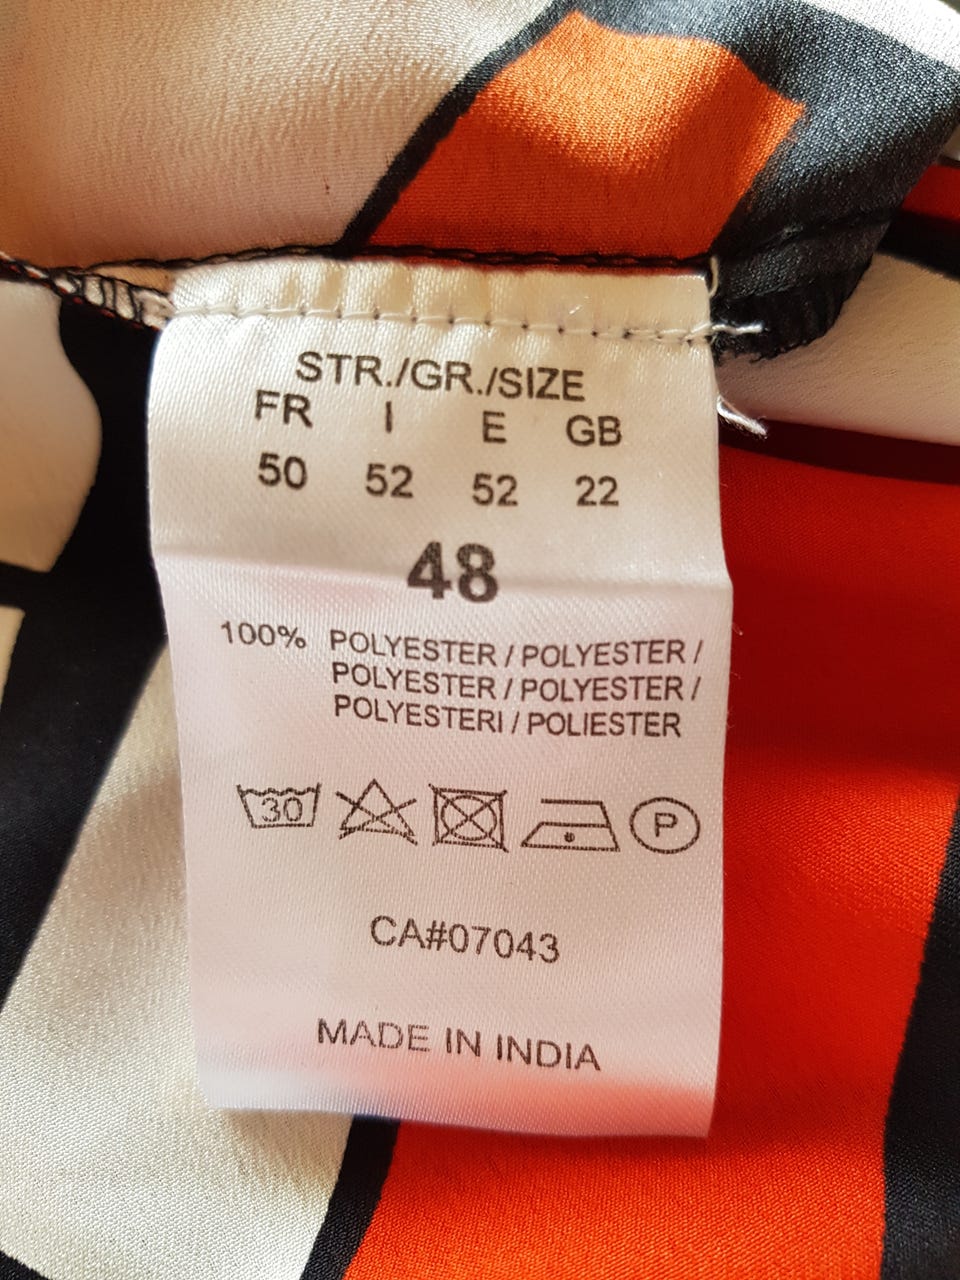 STR./GR./SIZE
FR I E GB
50 52 52 22
48
100% POLYESTER / POLYESTER /
POLYESTER / POLYESTER /
POLYESTERI / POLIESTER
30 P
CA#07043
MADE IN INDIA